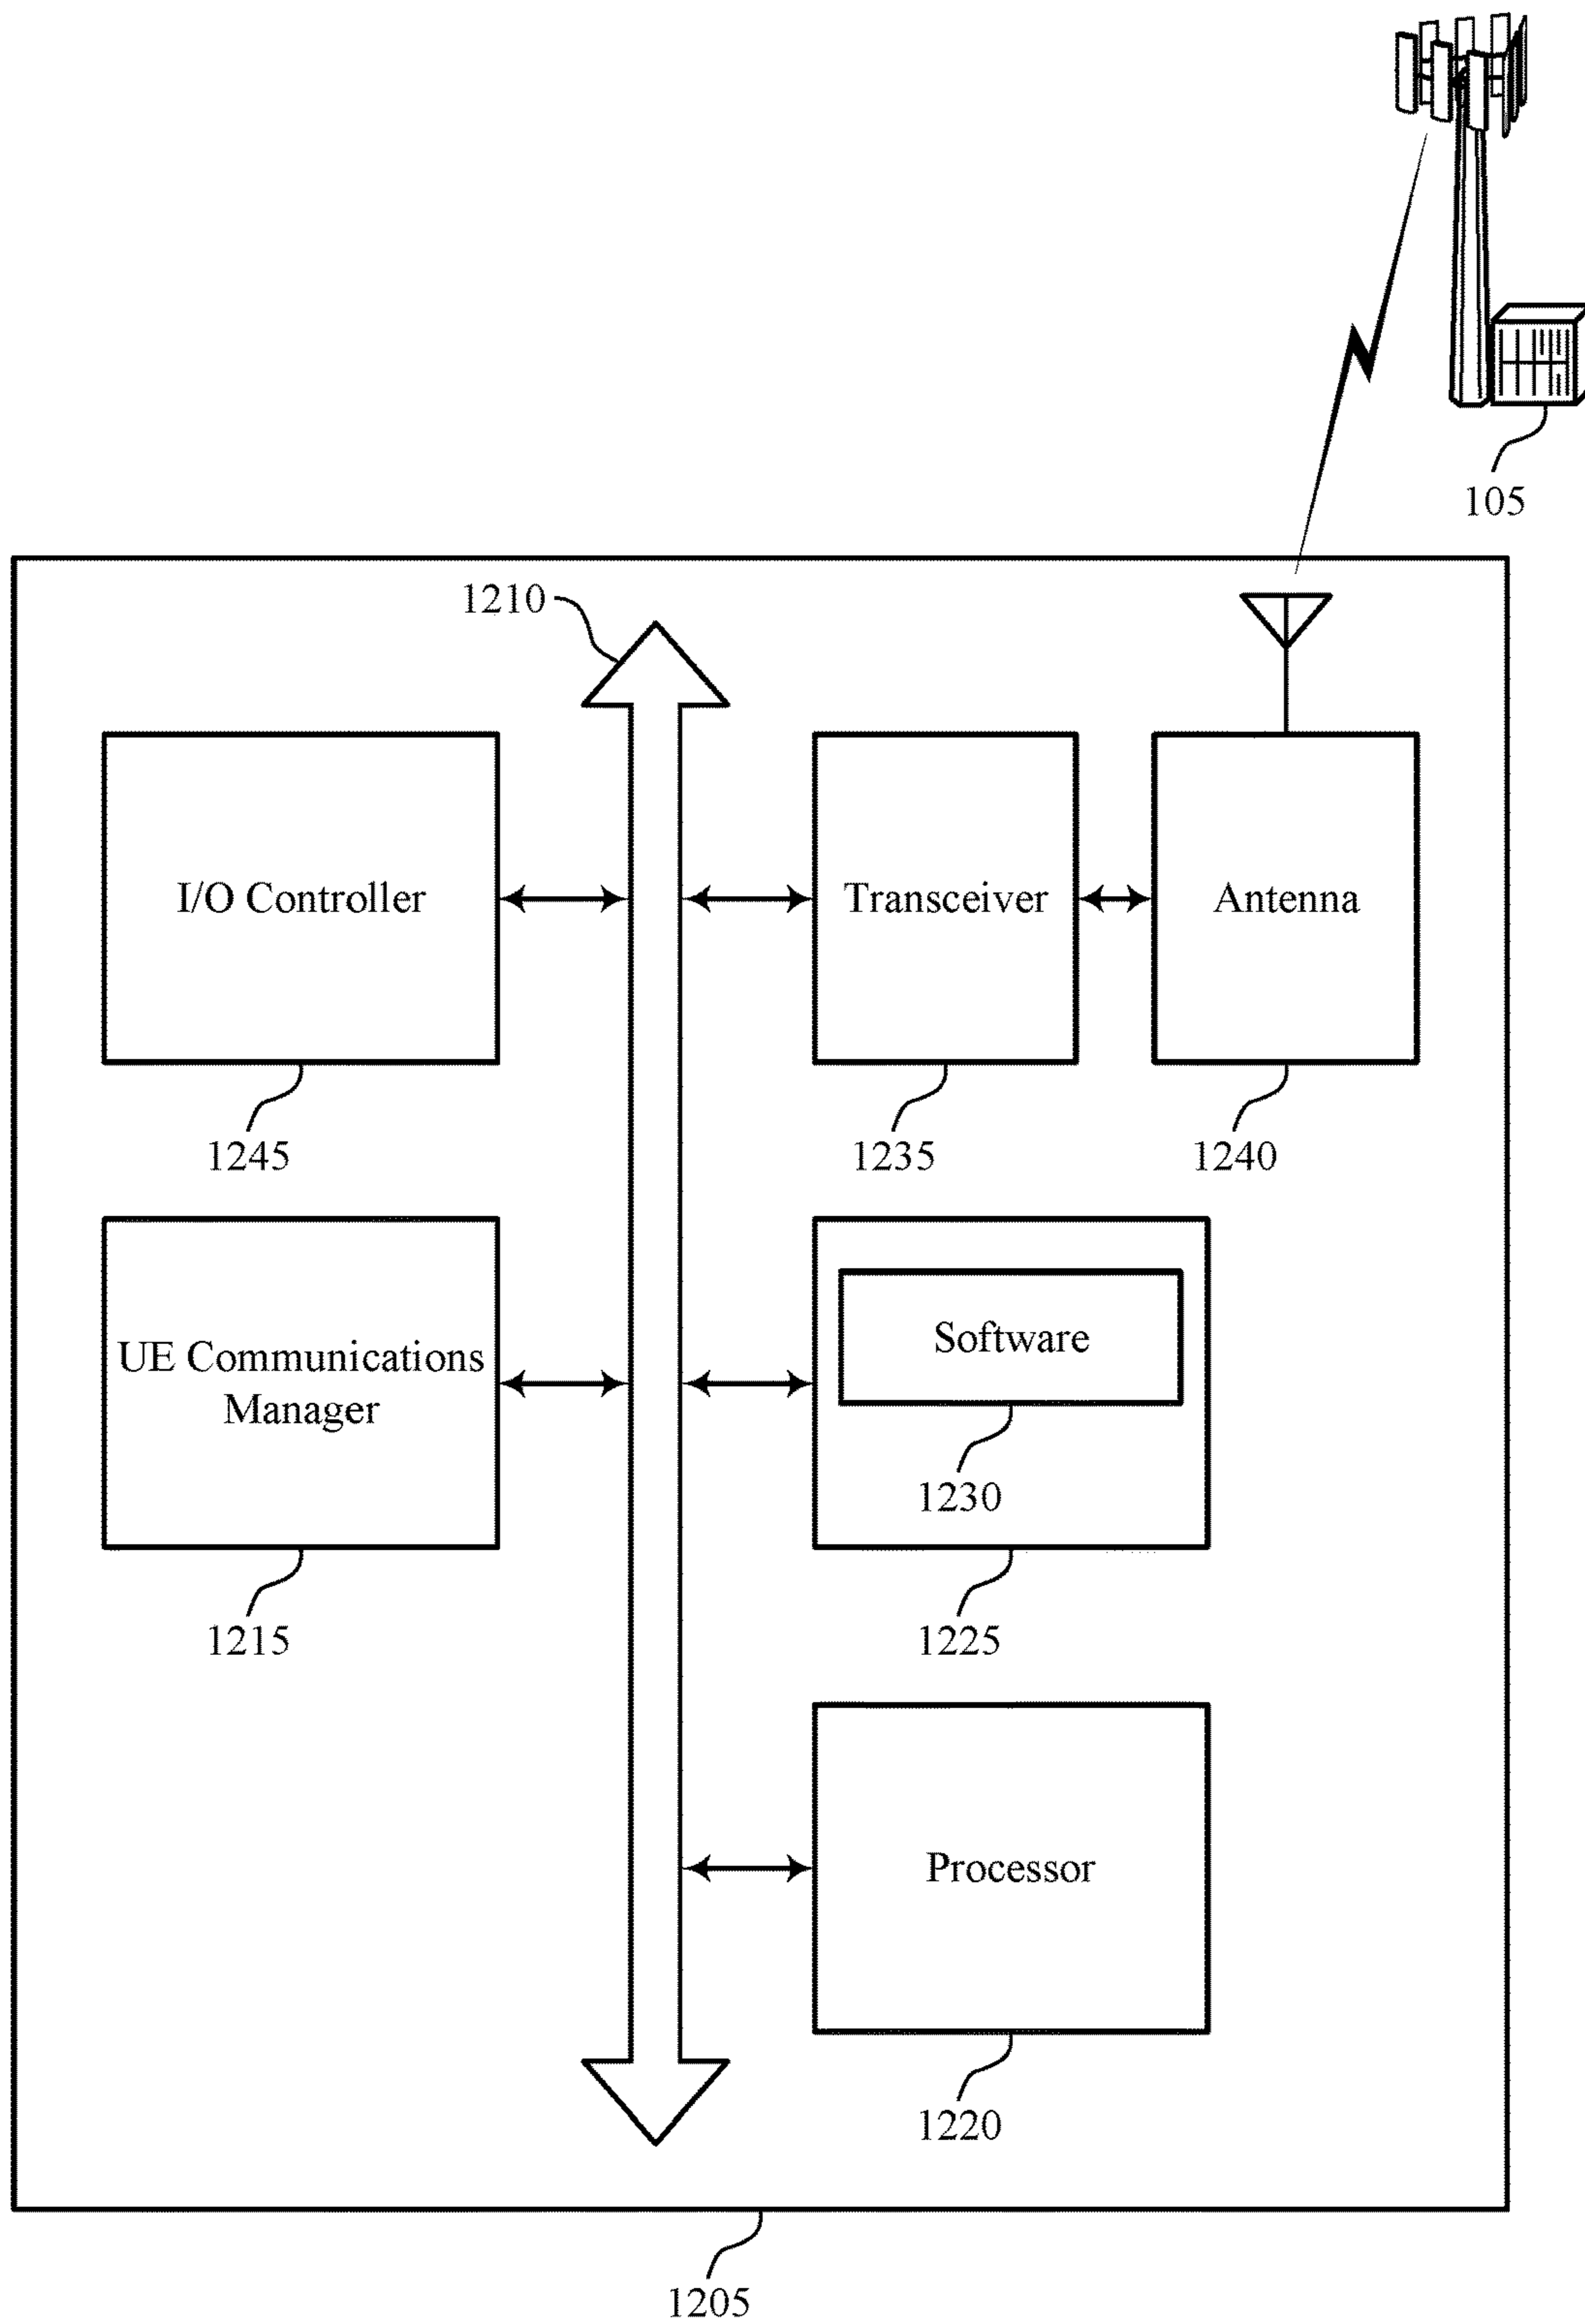 105
1210
I/O Controller
Transceiver
Antenna
1245
1235
1240
UE Communications
Manager
Software
1230
1215
1225
Processor
1220
1205